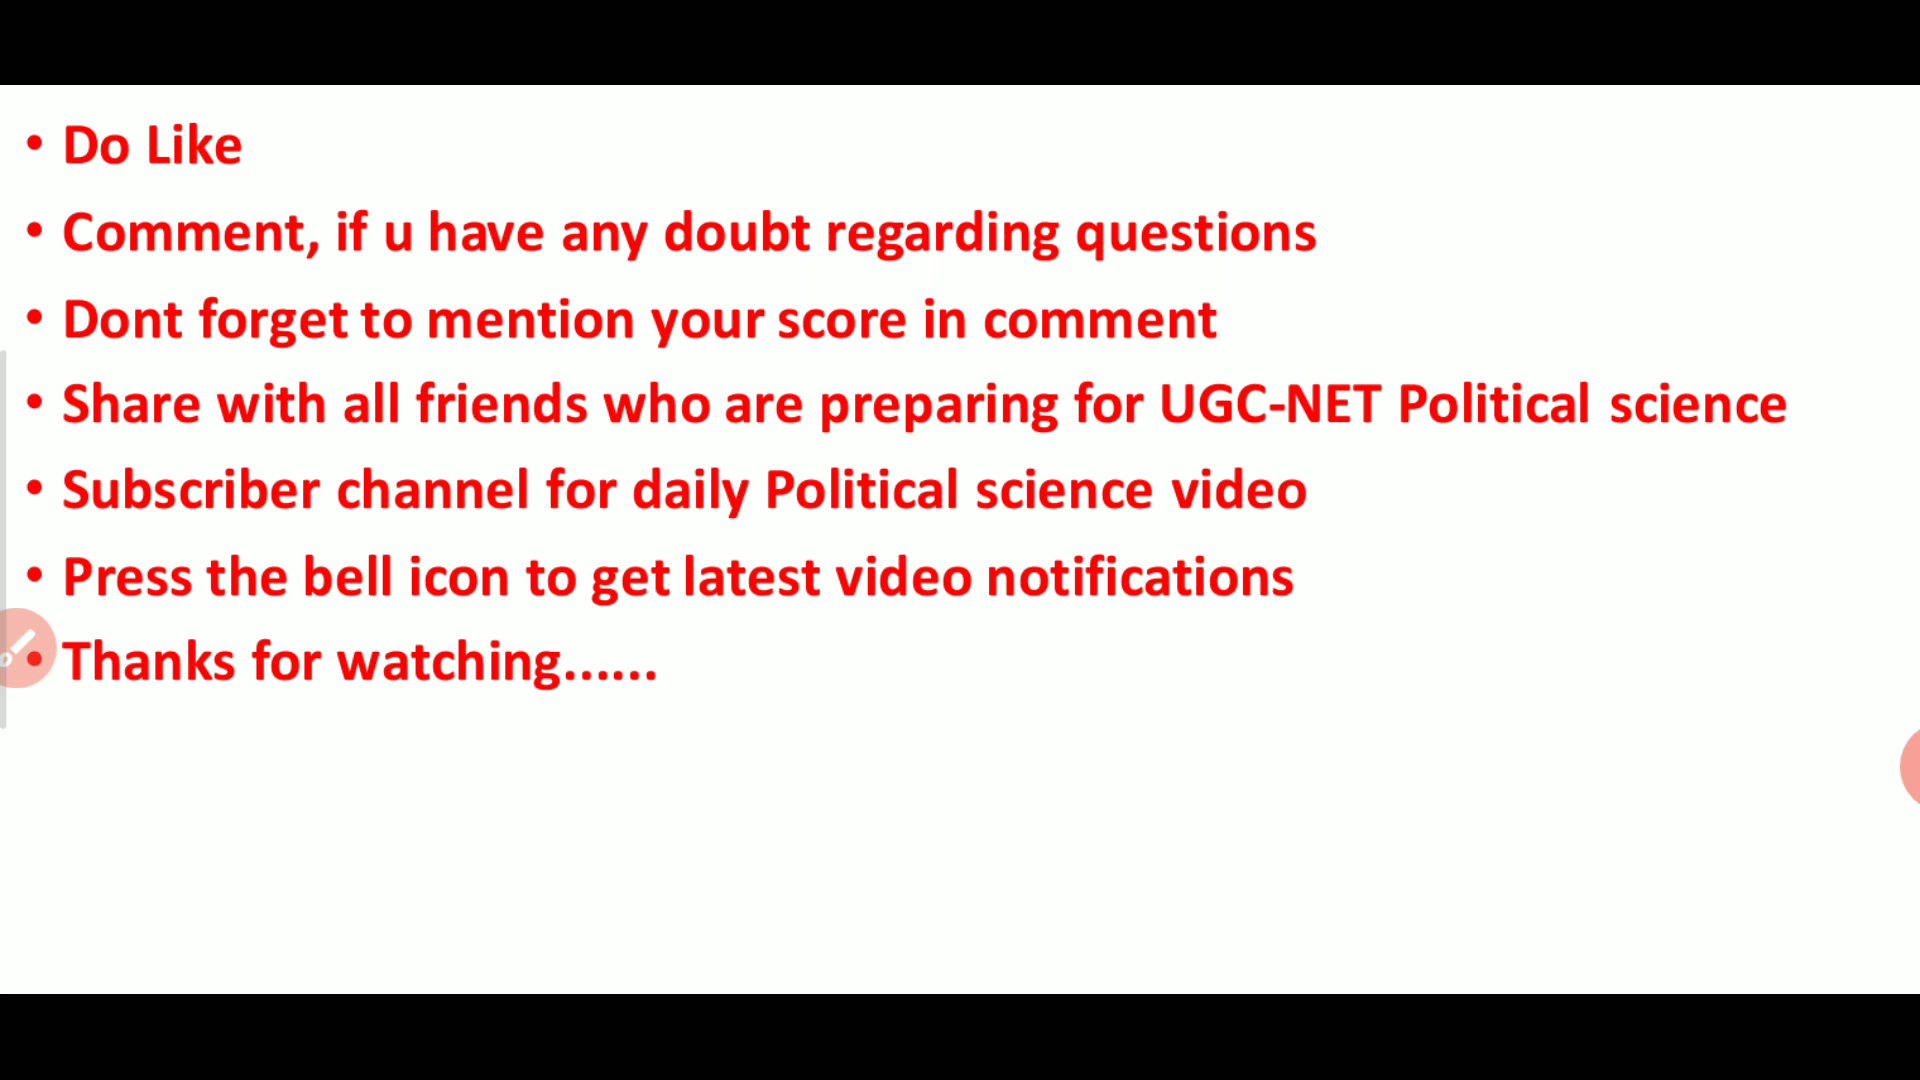 • Do Like
• Comment, if u have any doubt regarding questions
• Dont forget to mention your score in comment
• Share with all friends who are preparing for UGC-NET Political science
• Subscriber channel for daily Political science video
• Press the bell icon to get latest video notifications
• Thanks for watching......